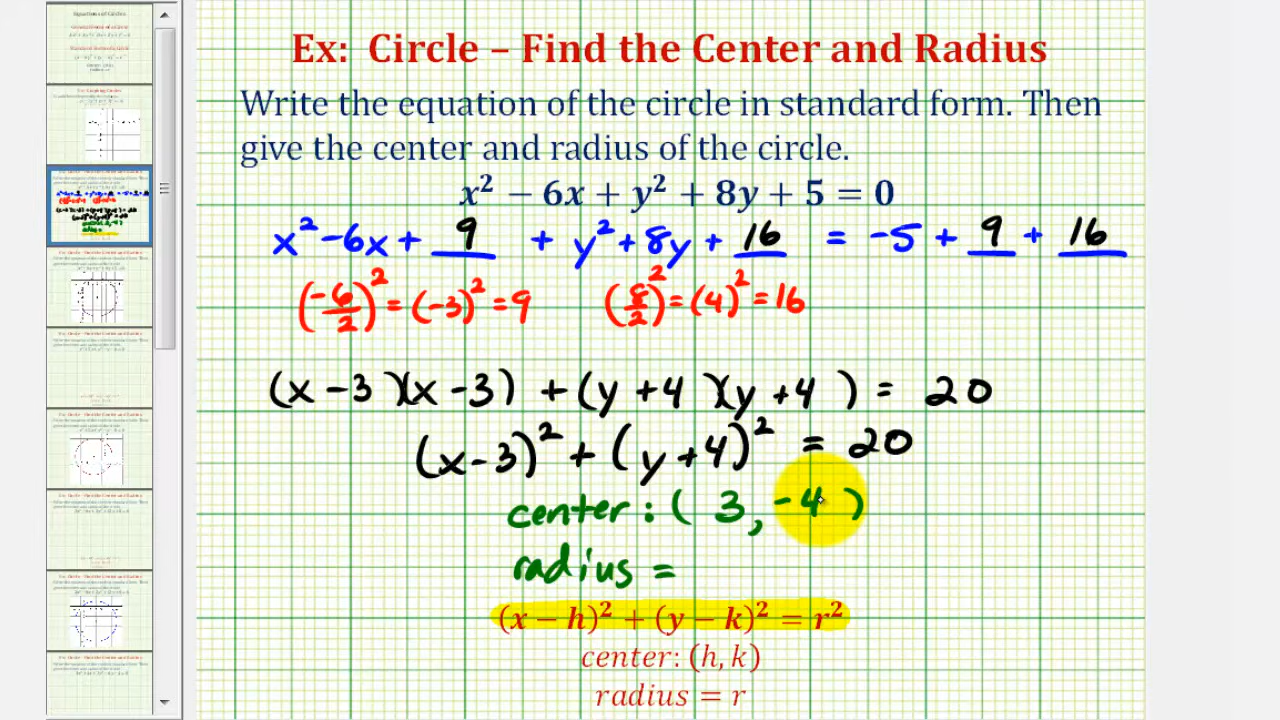 Ex: Circle – Find the Center and Radius
Write the equation of the circle in standard form. Then
give the center and radius of the circle.
x² − 6x + y² + 8y + 5 = 0
x² - 6x + 9 + y² + 8y + 16 = -5 + 9 + 16
(-6/2)² = (-3)² = 9 (8/2)² = (4)² = 16
(x - 3)(x - 3) + (y + 4)(y + 4) = 20
(x - 3)² + (y + 4)² = 20
center: (3, -4)
radius =
(x − h)² + (y − k)² = r²
center: (h, k)
radius = r